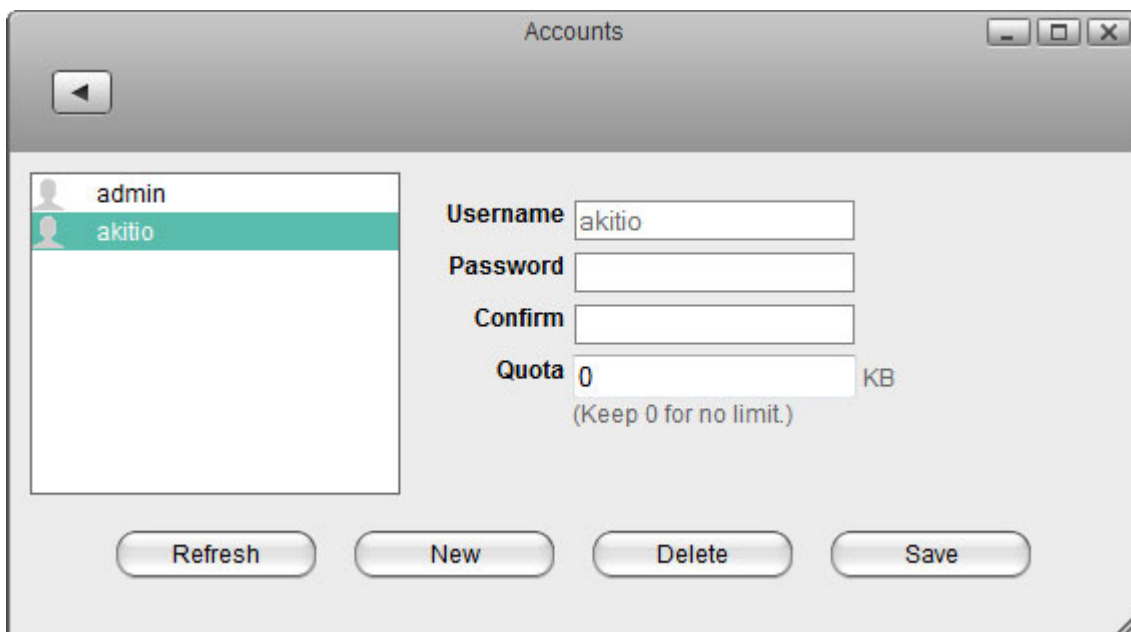 Accounts
admin
akitio
Username akitio
Password
Confirm
Quota 0 KB
(Keep 0 for no limit.)
Refresh New Delete Save